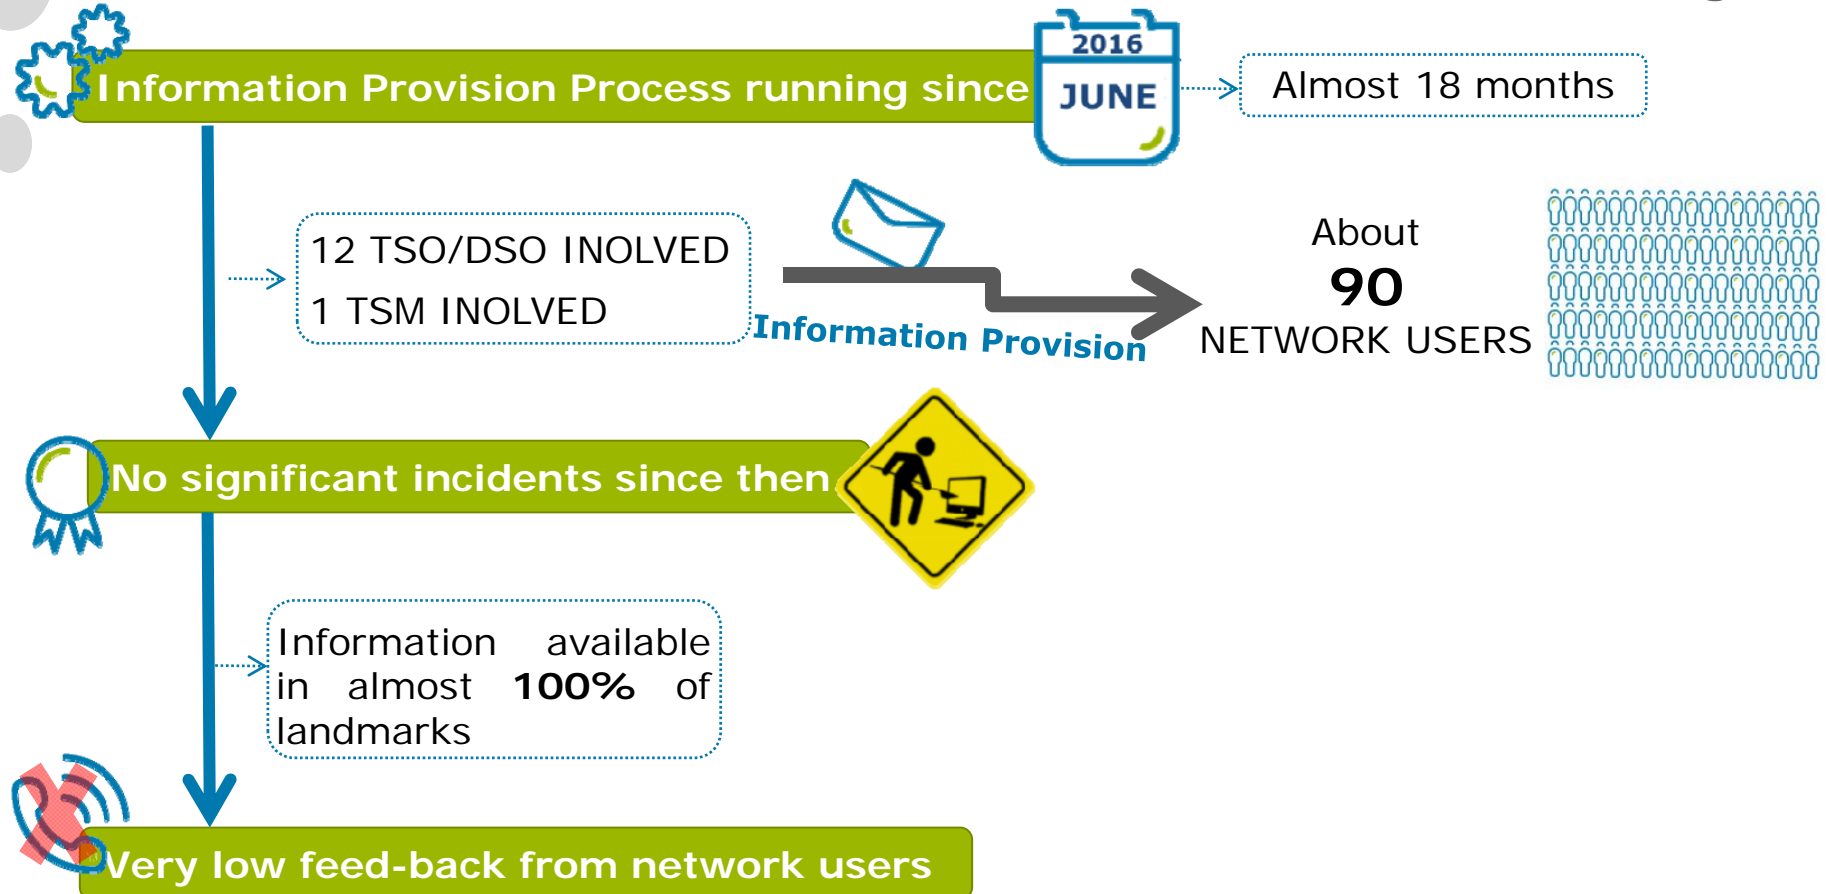 Information Provision Process running since
2016
JUNE
Almost 18 months
12 TSO/DSO INOLVED
1 TSM INOLVED
Information Provision
About
90
NETWORK USERS
No significant incidents since then
Information available
in almost 100% of
landmarks
Very low feed-back from network users